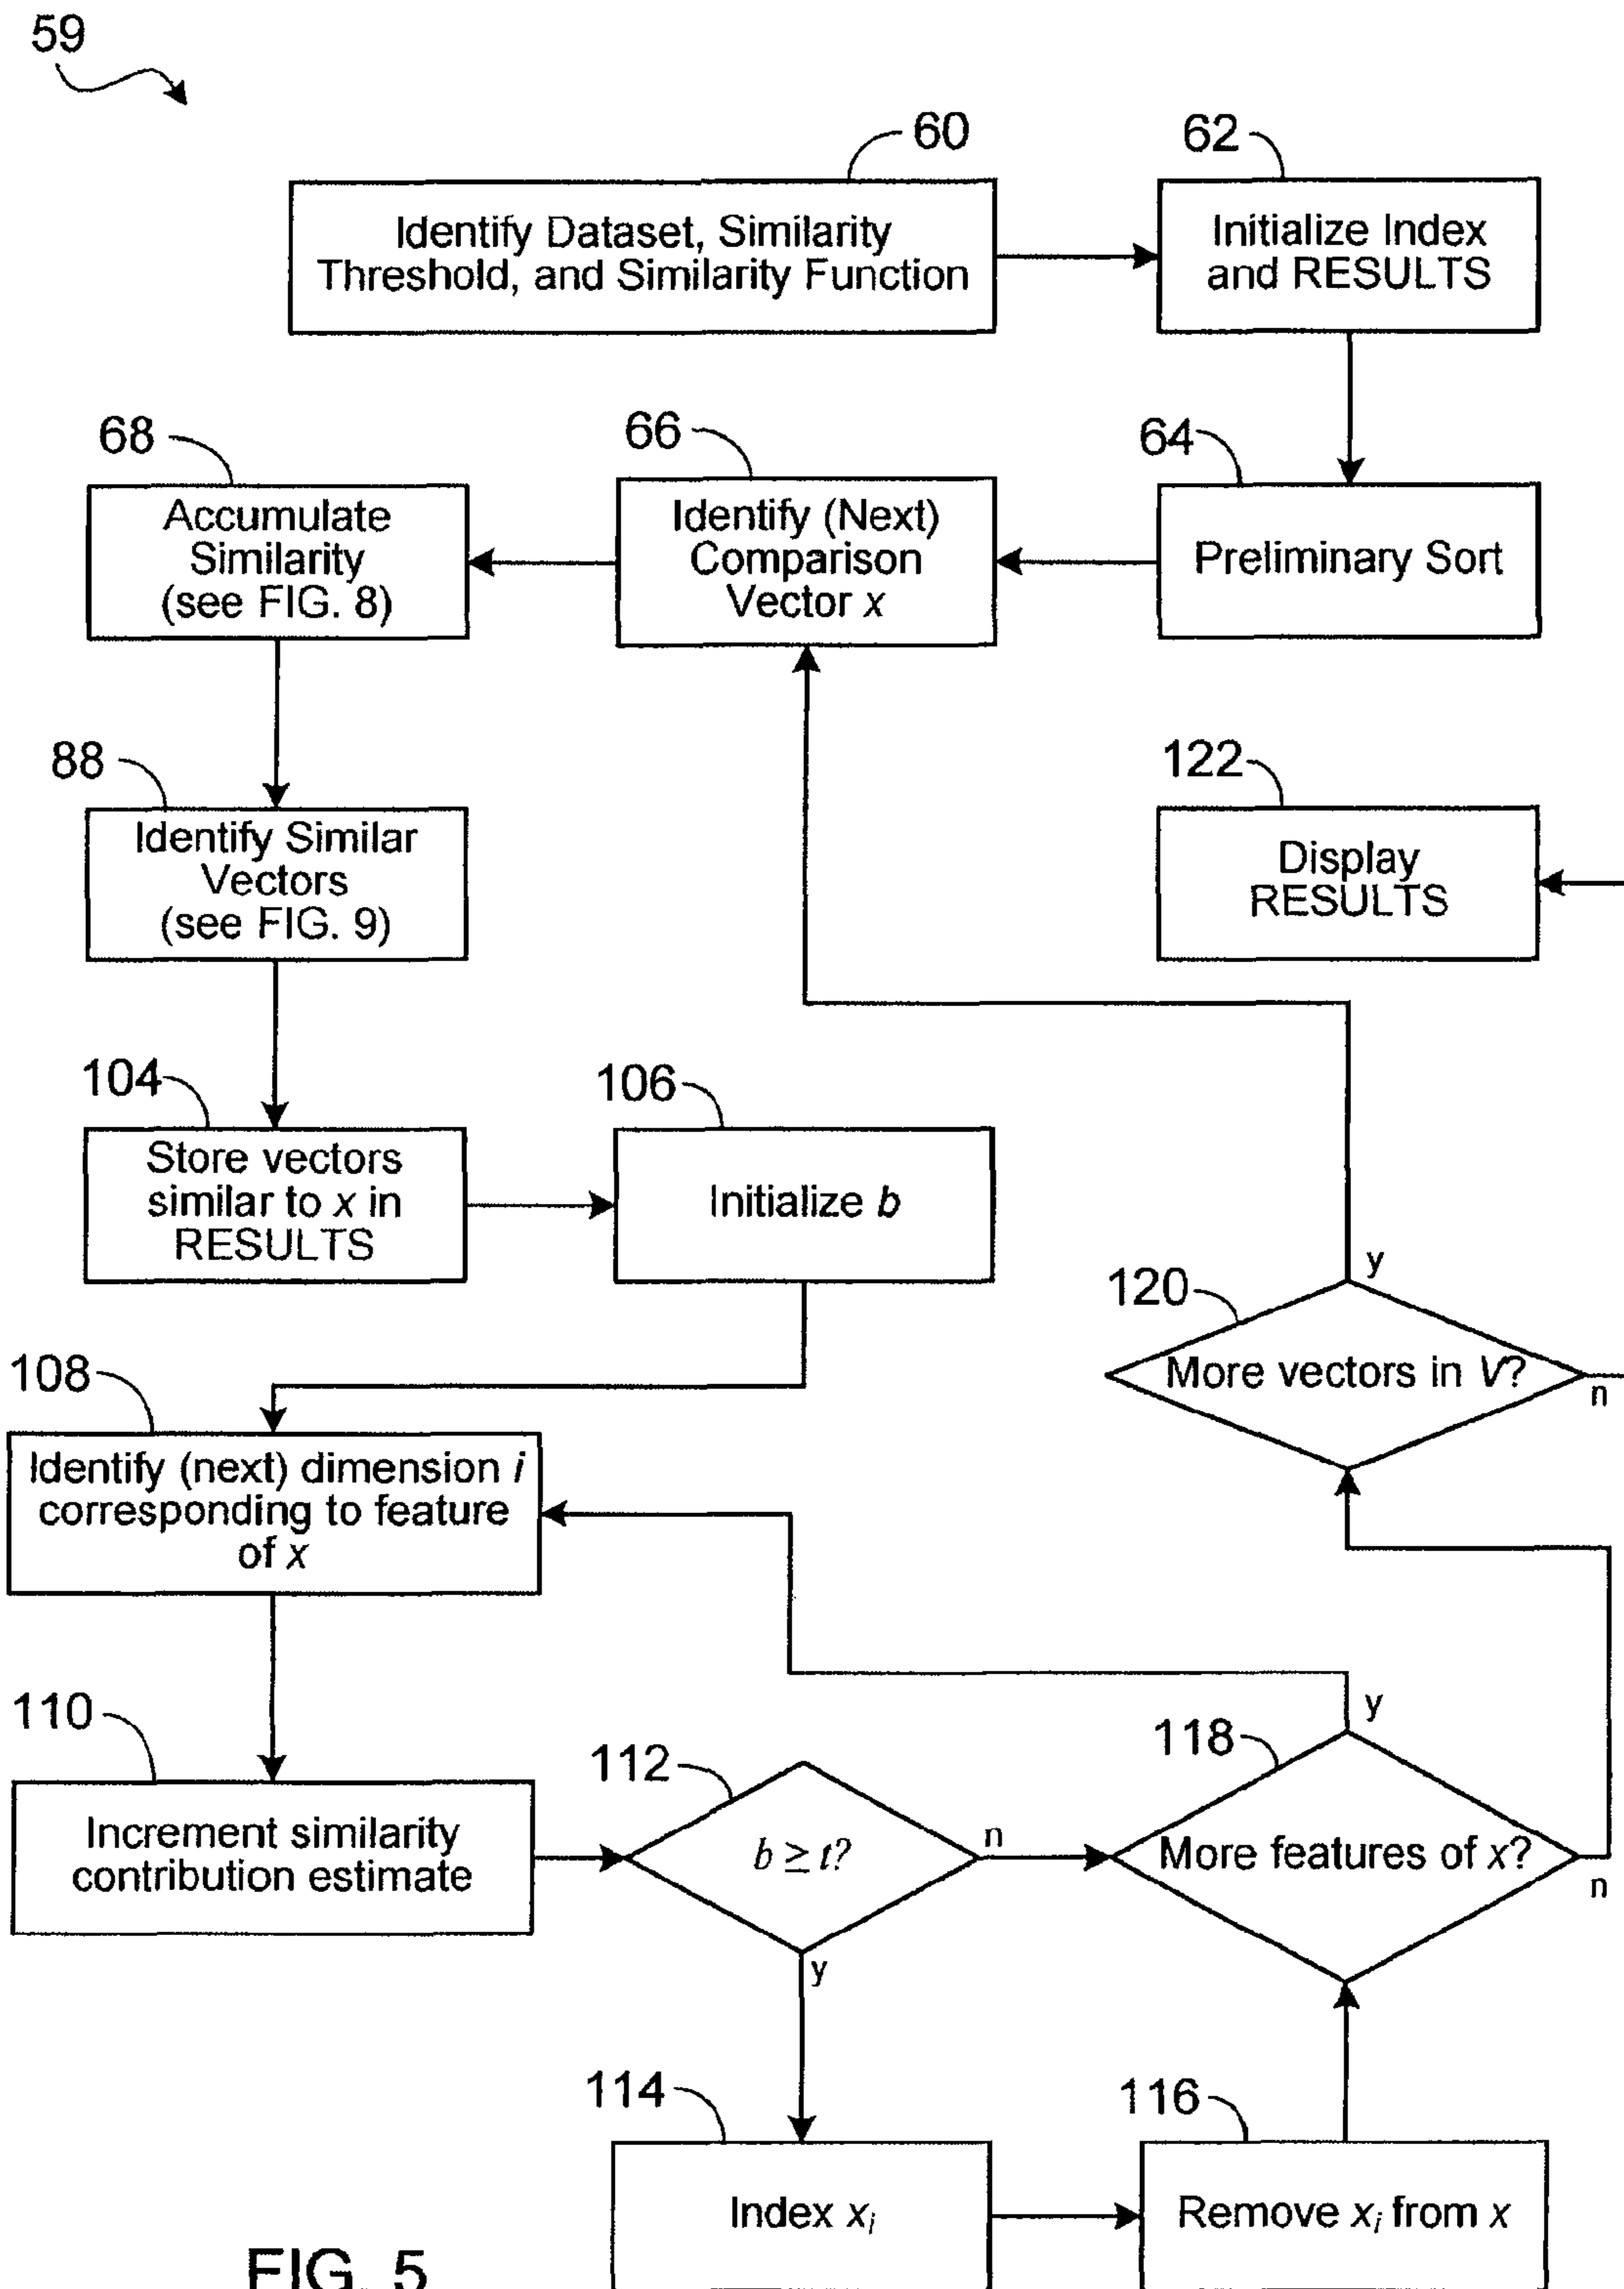 59
60
Identify Dataset, Similarity
Threshold, and Similarity Function
62
Initialize Index
and RESULTS
64
Preliminary Sort
66
Identify (Next)
Comparison
Vector x
68
Accumulate
Similarity
(see FIG. 8)
88
Identify Similar
Vectors
(see FIG. 9)
122
Display
RESULTS
104
Store vectors
similar to x in
RESULTS
106
Initialize b
108
Identify (next) dimension i
corresponding to feature
of x
110
Increment similarity
contribution estimate
112
b ≥ t?
n
y
114
Index xi
116
Remove xi from x
118
More features of x?
y
n
120
More vectors in V?
y
n
FIG. 5